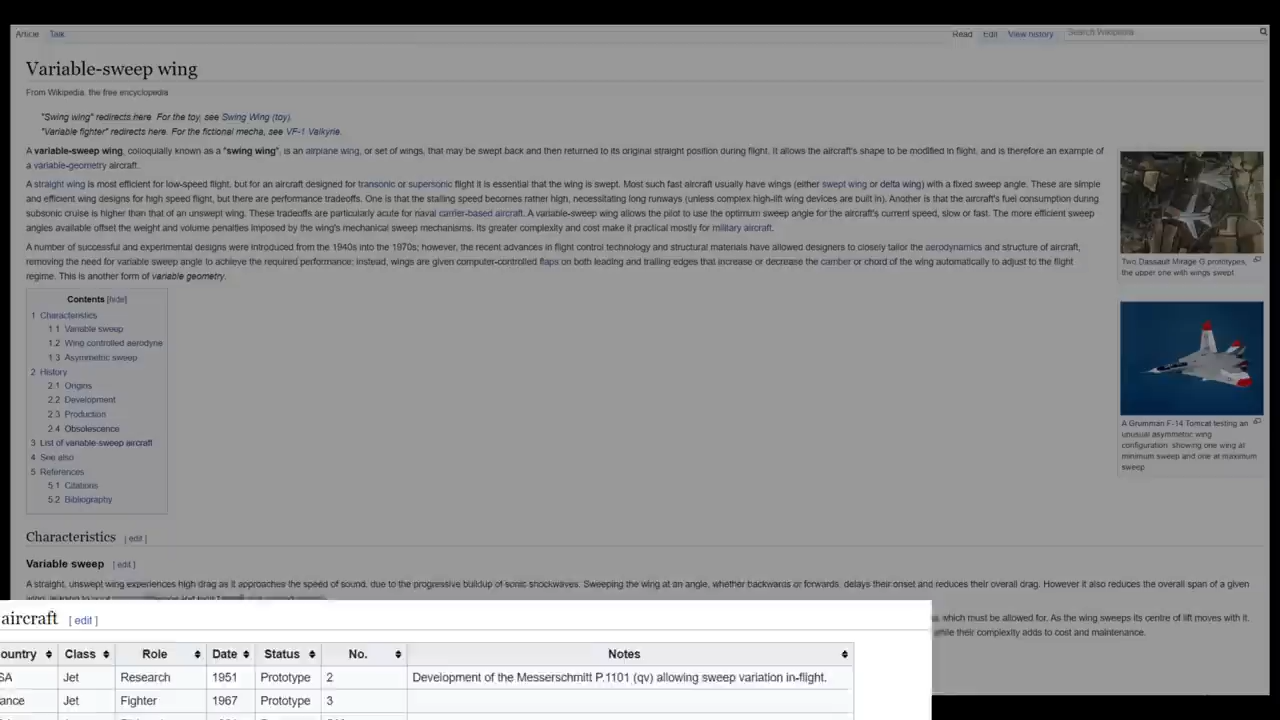 Article Talk Read Edit View history Search Wikipedia
Variable-sweep wing
From Wikipedia, the free encyclopedia
"Swing wing" redirects here. For the toy, see Swing Wing (toy).
"Variable fighter" redirects here. For the fictional mecha, see VF-1 Valkyrie.
A variable-sweep wing, colloquially known as a "swing wing", is an airplane wing, or set of wings, that may be swept back and then returned to its original straight position during flight. It allows the aircraft's shape to be modified in flight, and is therefore an example of
a variable-geometry aircraft.
A straight wing is most efficient for low-speed flight, but for an aircraft designed for transonic or supersonic flight it is essential that the wing is swept. Most such fast aircraft usually have wings (either swept wing or delta wing) with a fixed sweep angle. These are simple
and efficient wing designs for high speed flight, but there are performance tradeoffs. One is that the stalling speed becomes rather high, necessitating long runways (unless complex high-lift wing devices are built in). Another is that the aircraft's fuel consumption during
subsonic cruise is higher than that of an unswept wing. These tradeoffs are particularly acute for naval carrier-based aircraft. A variable-sweep wing allows the pilot to use the optimum sweep angle for the aircraft's current speed, slow or fast. The more efficient sweep
angles available offset the weight and volume penalties imposed by the wing's mechanical sweep mechanisms. Its greater complexity and cost make it practical mostly for military aircraft.
A number of successful and experimental designs were introduced from the 1940s into the 1970s; however, the recent advances in flight control technology and structural materials have allowed designers to closely tailor the aerodynamics and structure of aircraft,
removing the need for variable sweep angle to achieve the required performance; instead, wings are given computer-controlled flaps on both leading and trailing edges that increase or decrease the camber or chord of the wing automatically to adjust to the flight
regime. This is another form of variable geometry.
Two Dassault Mirage G prototypes,
the upper one with wings swept
A Grumman F-14 Tomcat testing an
unusual asymmetric wing
configuration, showing one wing at
minimum sweep and one at maximum
sweep
Contents [hide]
1 Characteristics
1.1 Variable sweep
1.2 Wing controlled aerodyne
1.3 Asymmetric sweep
2 History
2.1 Origins
2.2 Development
2.3 Production
2.4 Obsolescence
3 List of variable-sweep aircraft
4 See also
5 References
5.1 Citations
5.2 Bibliography
Characteristics [ edit ]
Variable sweep [ edit ]
A straight, unswept wing experiences high drag as it approaches the speed of sound, due to the progressive buildup of sonic shockwaves. Sweeping the wing at an angle, whether backwards or forwards, delays their onset and reduces their overall drag. However it also reduces the overall span of a given
which must be allowed for. As the wing sweeps its centre of lift moves with it.
while their complexity adds to cost and maintenance.
aircraft [ edit ]
ountry Class Role Date Status No. Notes
SA Jet Research 1951 Prototype 2 Development of the Messerschmitt P.1101 (qv) allowing sweep variation in-flight.
ance Jet Fighter 1967 Prototype 3